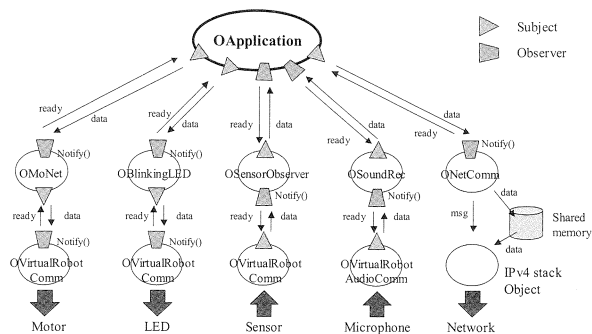 Subject
OApplication
Observer
ready
data
ready
data
ready
data
data
ready
data
ready
Notify()
Notify()
Notify()
OMoNet
OBlinkingLED
OSensorObserver
OSoundRec
ONetComm
Notify()
Notify()
ready
data
ready
data
ready
data
ready
data
msg
data
Shared
memory
data
Notify()
Notify()
OVirtualRobot
Comm
OVirtualRobot
Comm
OVirtualRobot
Comm
OVirtualRobot
AudioComm
IPv4 stack
Object
Motor
LED
Sensor
Microphone
Network